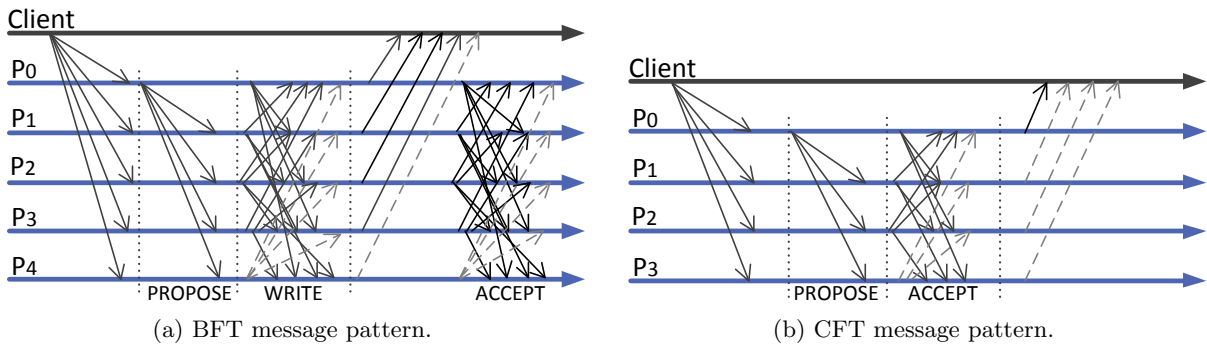 Client
P0
P1
P2
P3
P4
PROPOSE WRITE ACCEPT
(a) BFT message pattern.
Client
P0
P1
P2
P3
PROPOSE ACCEPT
(b) CFT message pattern.